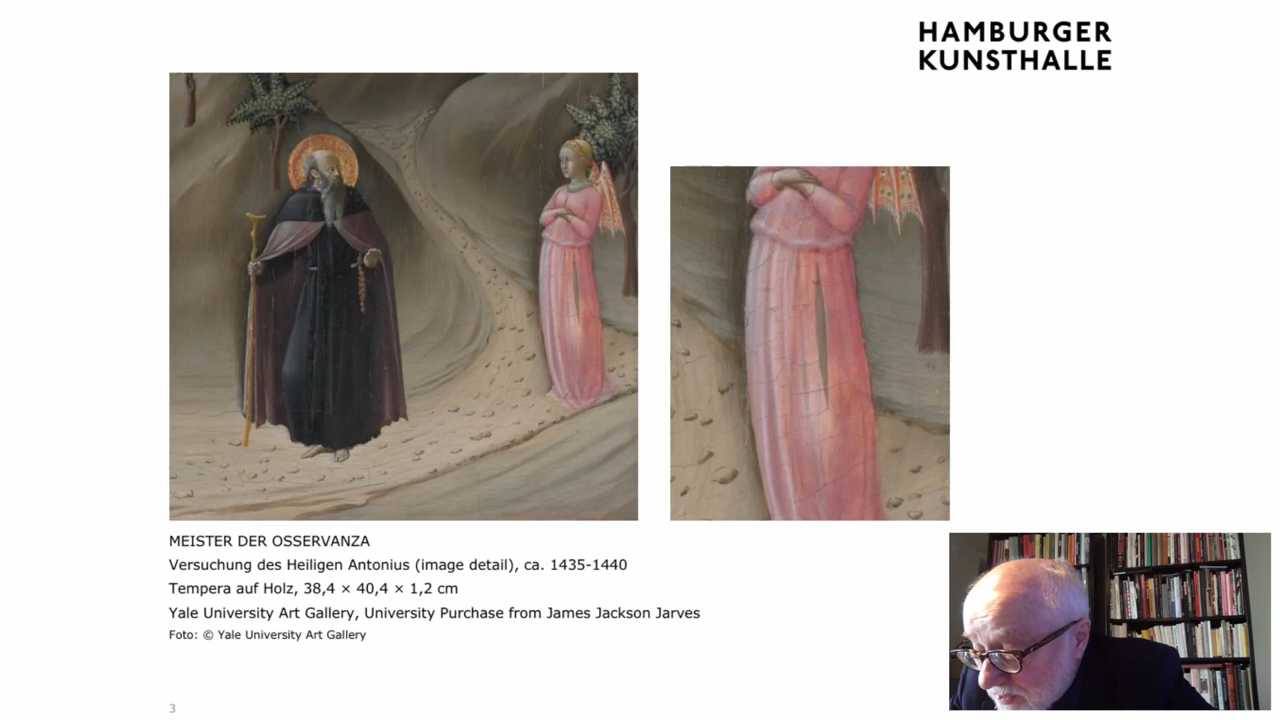 HAMBURGER
KUNSTHALLE
MEISTER DER OSSERVANZA
Versuchung des Heiligen Antonius (image detail), ca. 1435-1440
Tempera auf Holz, 38,4 × 40,4 × 1,2 cm
Yale University Art Gallery, University Purchase from James Jackson Jarves
Foto: © Yale University Art Gallery
3